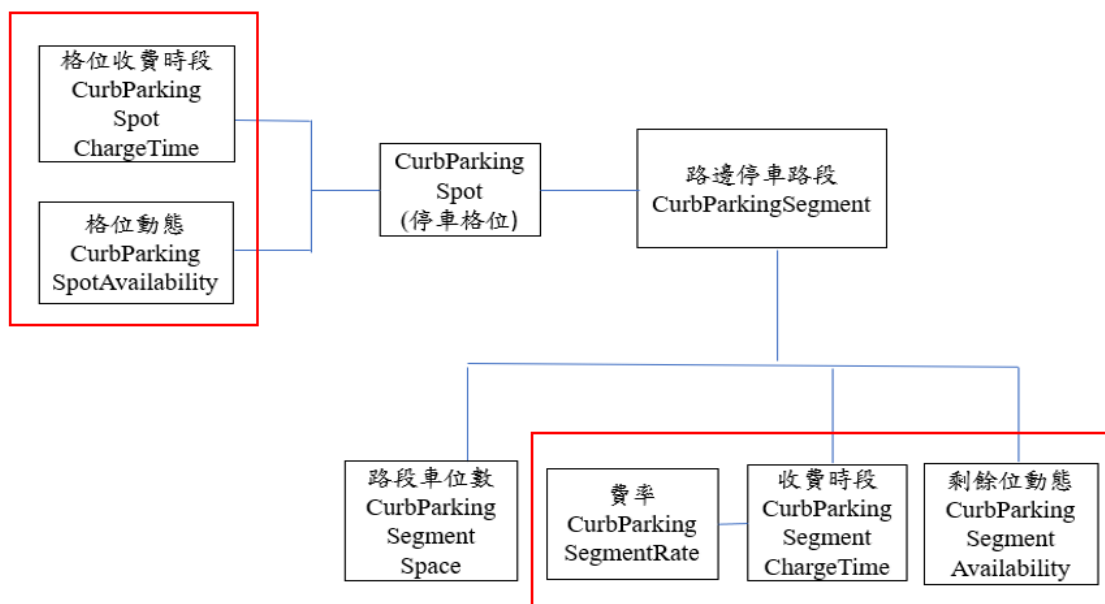 格位收費時段
CurbParking
Spot
ChargeTime
格位動態
CurbParking
SpotAvailability
CurbParking
Spot
(停車格位)
路邊停車路段
CurbParkingSegment
路段車位數
CurbParking
Segment
Space
費率
CurbParking
SegmentRate
收費時段
CurbParking
Segment
ChargeTime
剩餘位動態
CurbParking
Segment
Availability